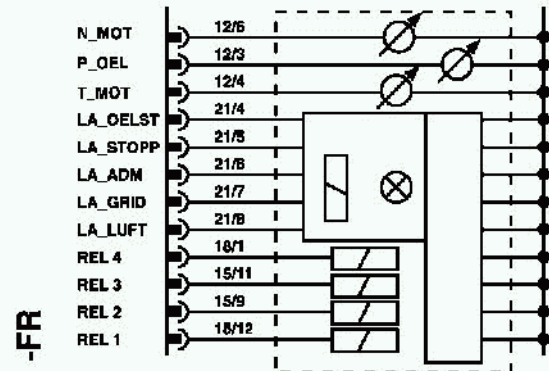 N_MOT 12/6
P_OEL 12/3
T_MOT 12/4
LA_OELST 21/4
LA_STOPP 21/5
LA_ADM 21/6
LA_GRID 21/7
LA_LUFT 21/8
REL 4 18/1
REL 3 15/11
REL 2 15/9
REL 1 18/12
-FR